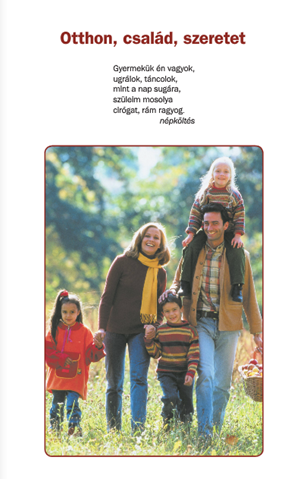 Otthon, család, szeretet
Gyermekük én vagyok,
ugrálok, táncolok,
mint a nap sugára,
szüleim mosolya
cirógat, rám ragyog.
népköltés